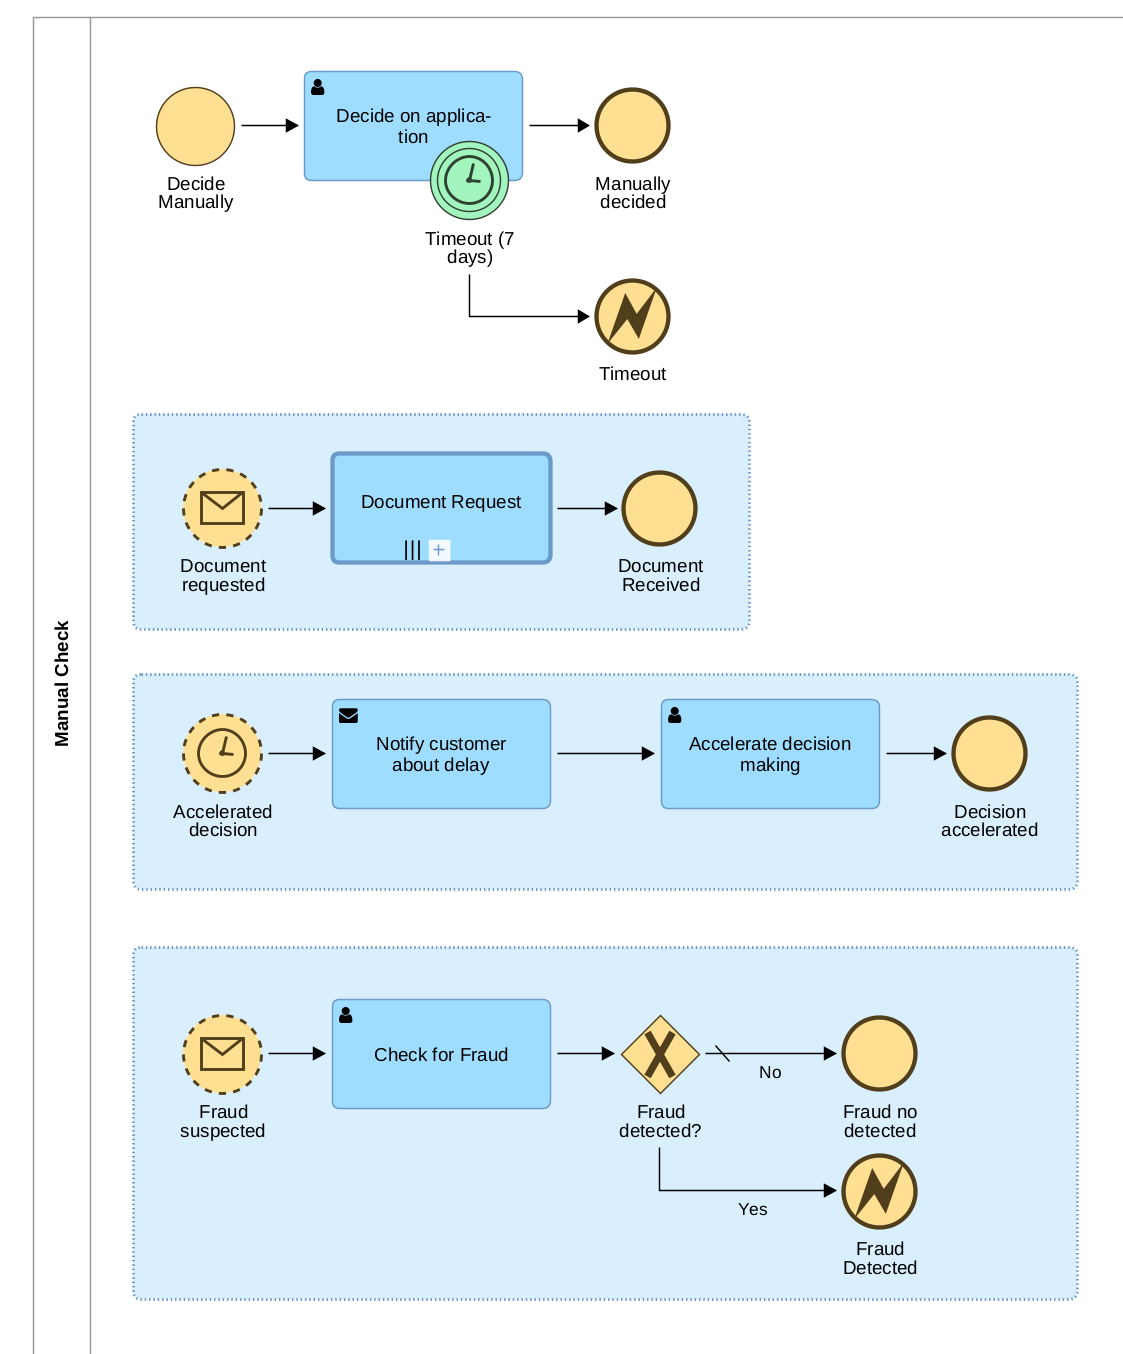 Manual Check
Decide on applica-
tion
Decide
Manually
Manually
decided
Timeout (7
days)
Timeout
Document Request
Document
requested
Document
Received
Notify customer
about delay
Accelerate decision
making
Accelerated
decision
Decision
accelerated
Check for Fraud
No
Fraud
suspected
Fraud
detected?
Fraud no
detected
Yes
Fraud
Detected